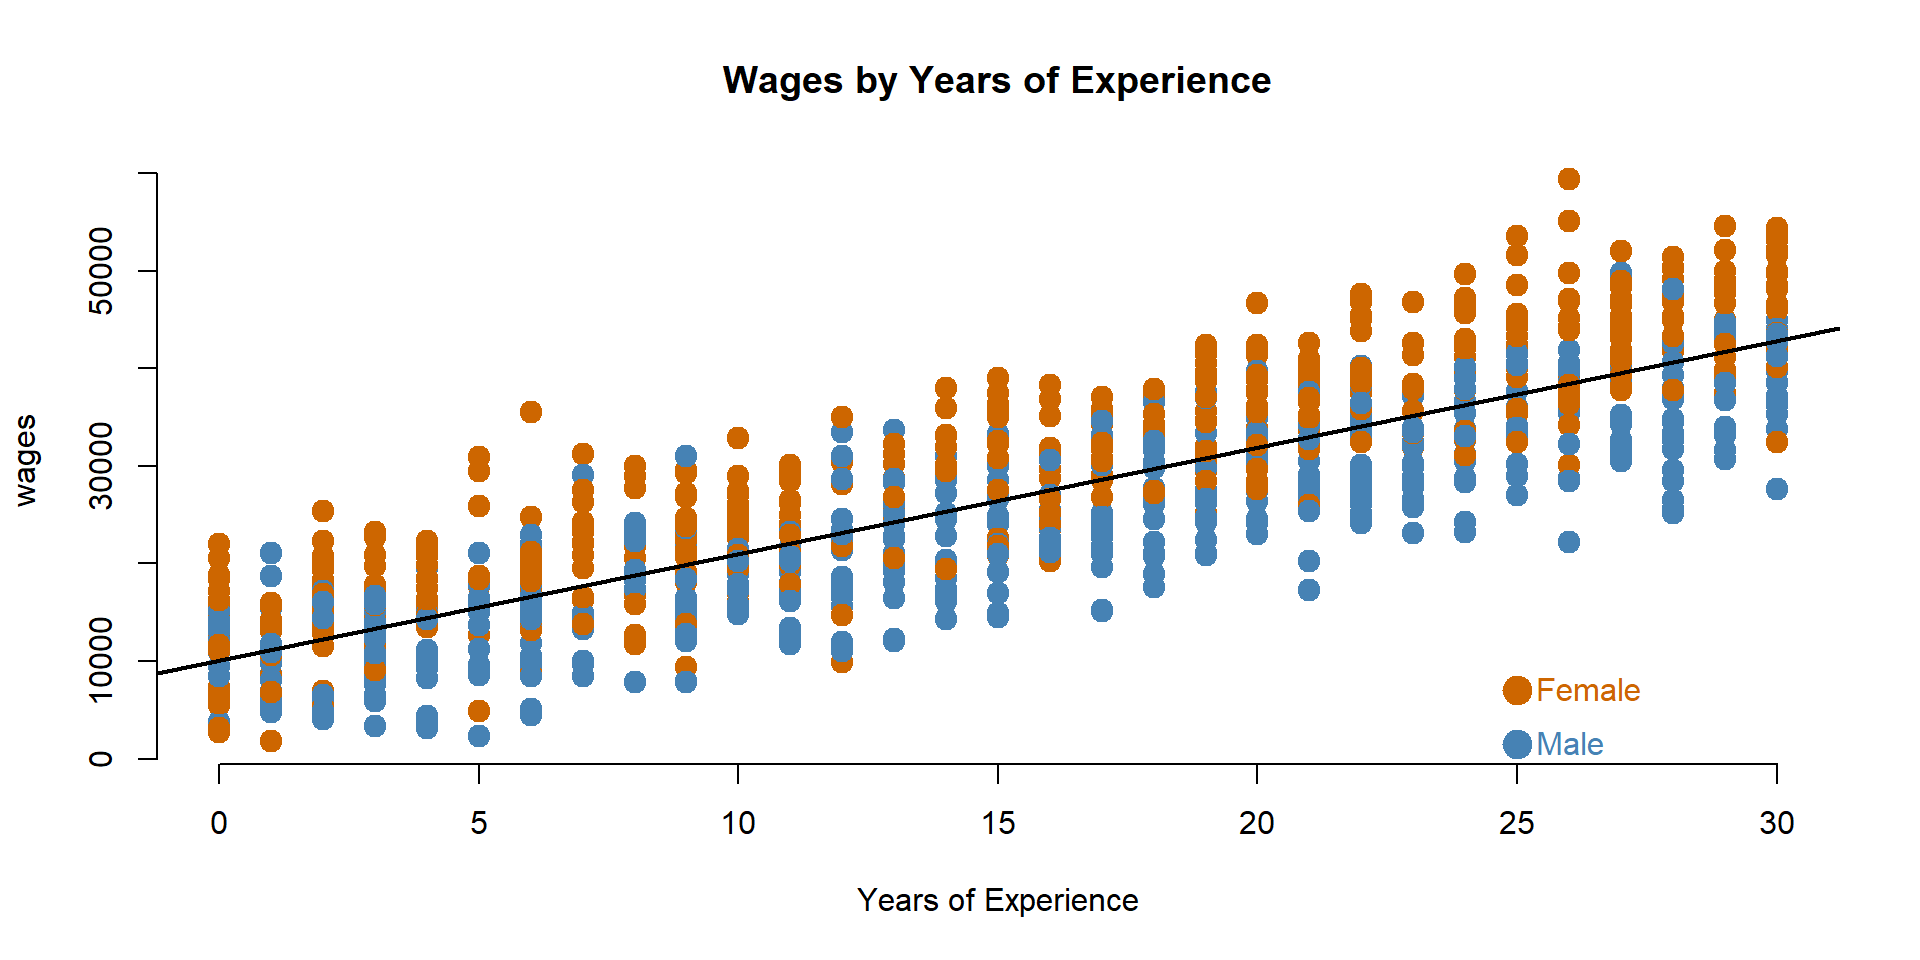 Wages by Years of Experience
wages
50000
30000
10000
0
Female
Male
0 5 10 15 20 25 30
Years of Experience